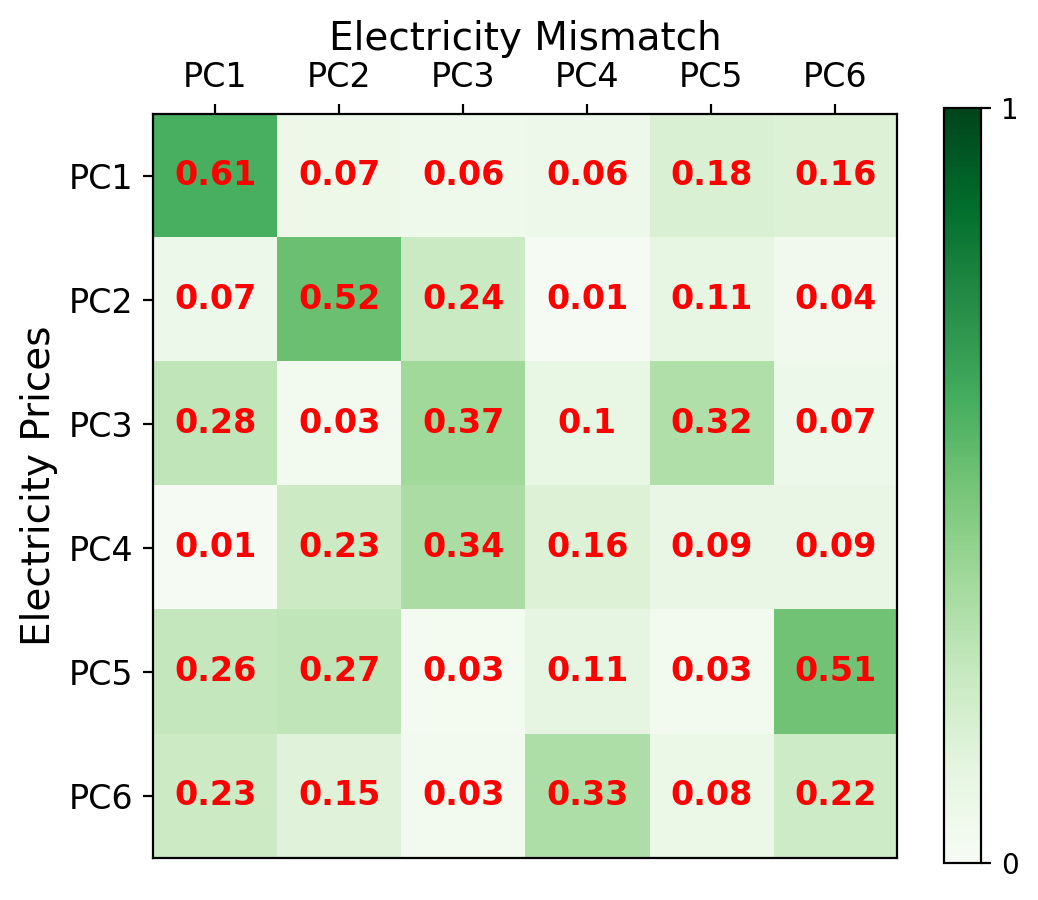 Electricity Mismatch
PC1 PC2 PC3 PC4 PC5 PC6
1
PC1 0.61 0.07 0.06 0.06 0.18 0.16
PC2 0.07 0.52 0.24 0.01 0.11 0.04
PC3 0.28 0.03 0.37 0.1 0.32 0.07
PC4 0.01 0.23 0.34 0.16 0.09 0.09
PC5 0.26 0.27 0.03 0.11 0.03 0.51
PC6 0.23 0.15 0.03 0.33 0.08 0.22
0
Electricity Prices